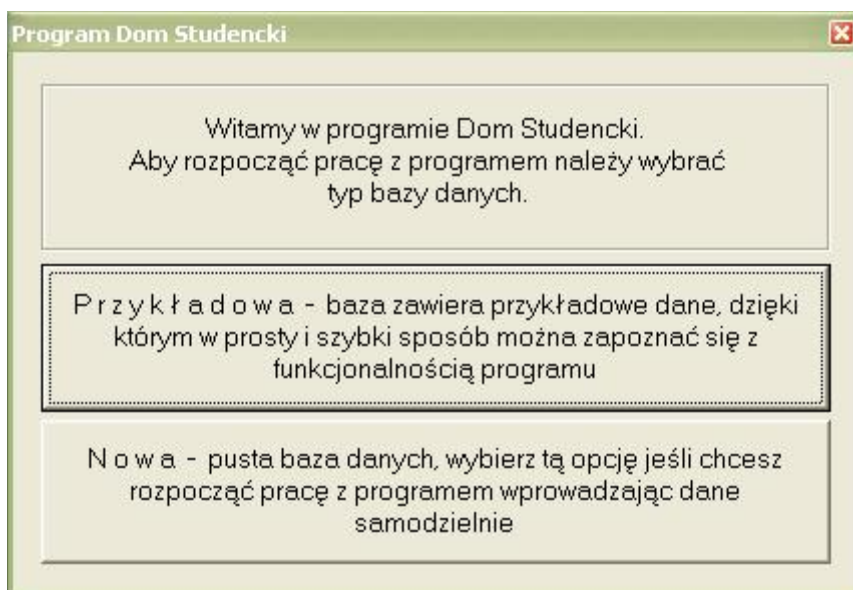 Program Dom Studencki
Witamy w programie Dom Studencki.
Aby rozpocząć pracę z programem należy wybrać
typ bazy danych.
P r z y k ł a d o w a - baza zawiera przykładowe dane, dzięki
którym w prosty i szybki sposób można zapoznać się z
funkcjonalnością programu
N o w a - pusta baza danych, wybierz tą opcję jeśli chcesz
rozpocząć pracę z programem wprowadzając dane
samodzielnie